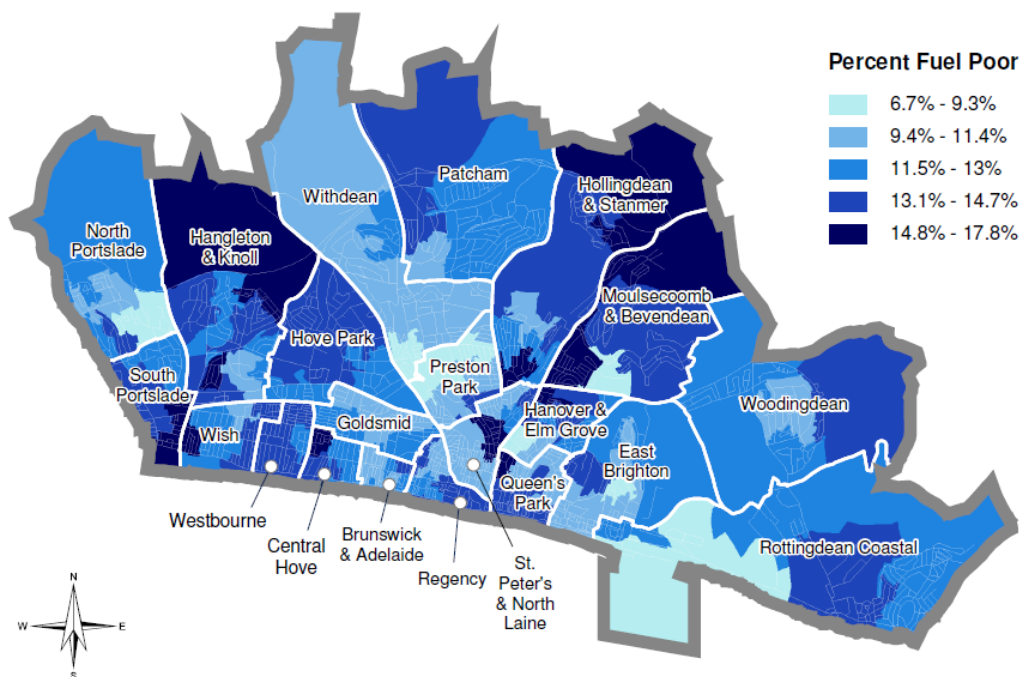 Percent Fuel Poor
6.7% - 9.3%
9.4% - 11.4%
11.5% - 13%
13.1% - 14.7%
14.8% - 17.8%
Patcham
Withdean
Hollingdean
& Stanmer
North
Portslade
Hangleton
& Knoll
Moulsecoomb
& Bevendean
Hove Park
Preston
Park
South
Portslade
Woodingdean
Hanover &
Elm Grove
Goldsmid
Wish
East
Brighton
Queen's
Park
Rottingdean Coastal
Westbourne
Central
Hove
Brunswick
& Adelaide
Regency
St.
Peter's
& North
Laine
N
W
E
S